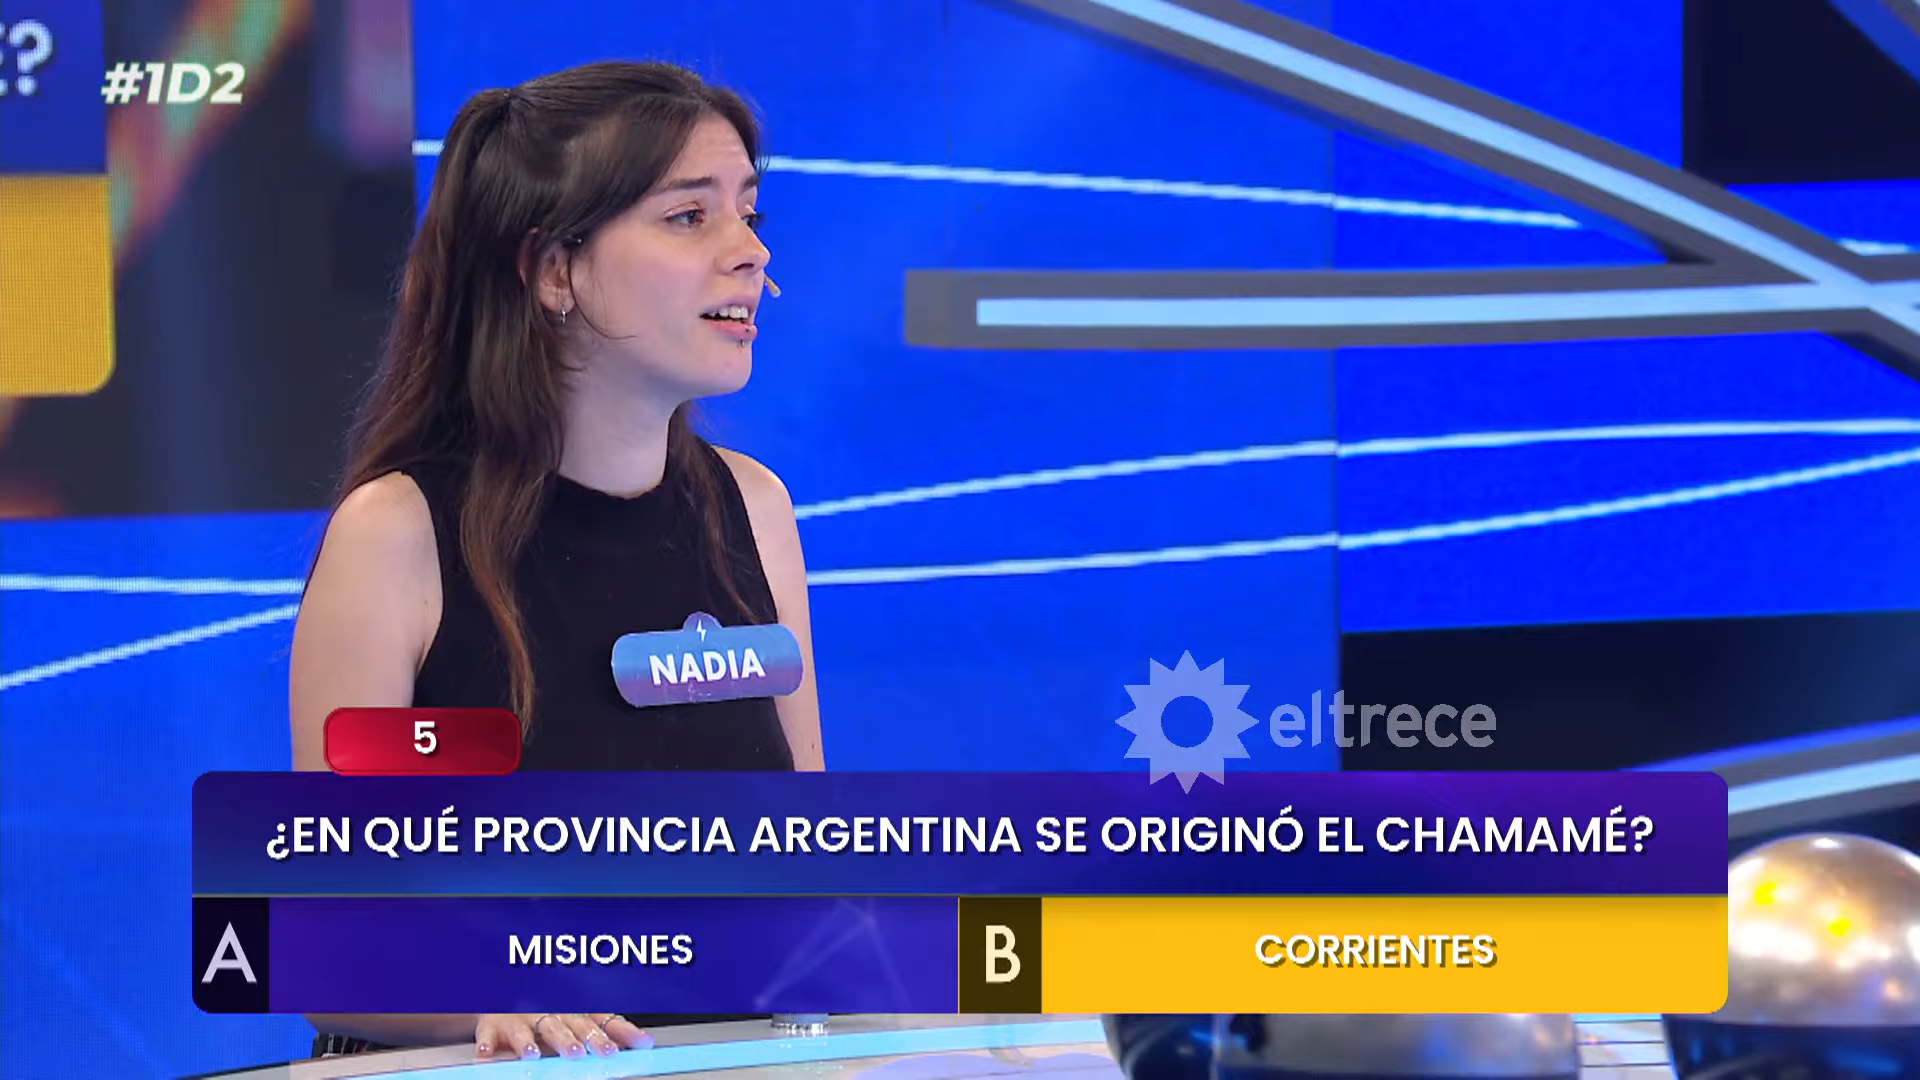 E?
#1D2
NADIA
eltrece
5
¿EN QUÉ PROVINCIA ARGENTINA SE ORIGINÓ EL CHAMAMÉ?
A MISIONES
B CORRIENTES